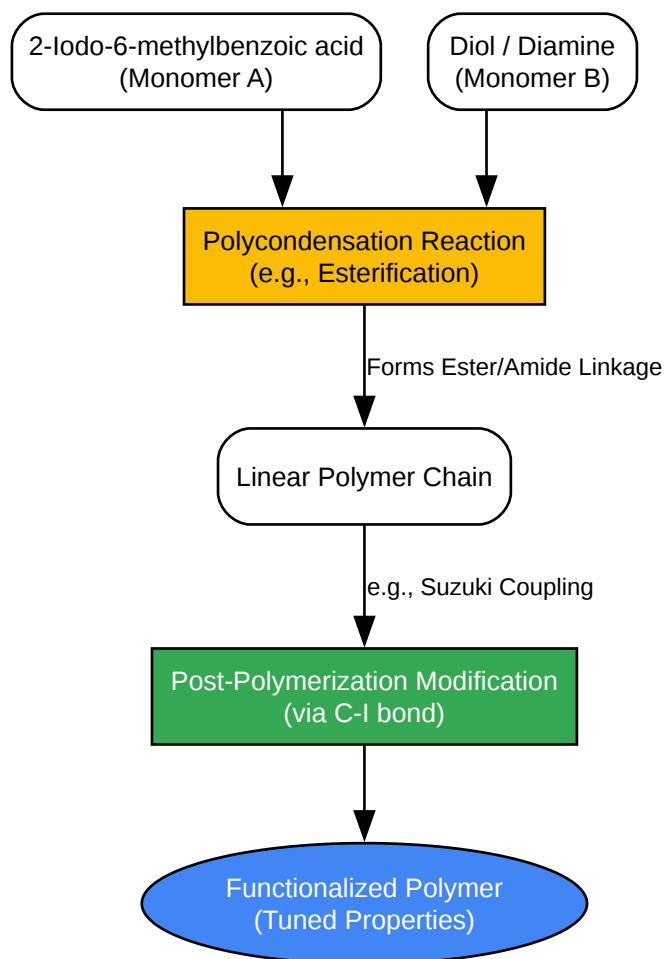 2-Iodo-6-methylbenzoic acid
(Monomer A)
Diol / Diamine
(Monomer B)
Polycondensation Reaction
(e.g., Esterification)
Forms Ester/Amide Linkage
Linear Polymer Chain
e.g., Suzuki Coupling
Post-Polymerization Modification
(via C-I bond)
Functionalized Polymer
(Tuned Properties)